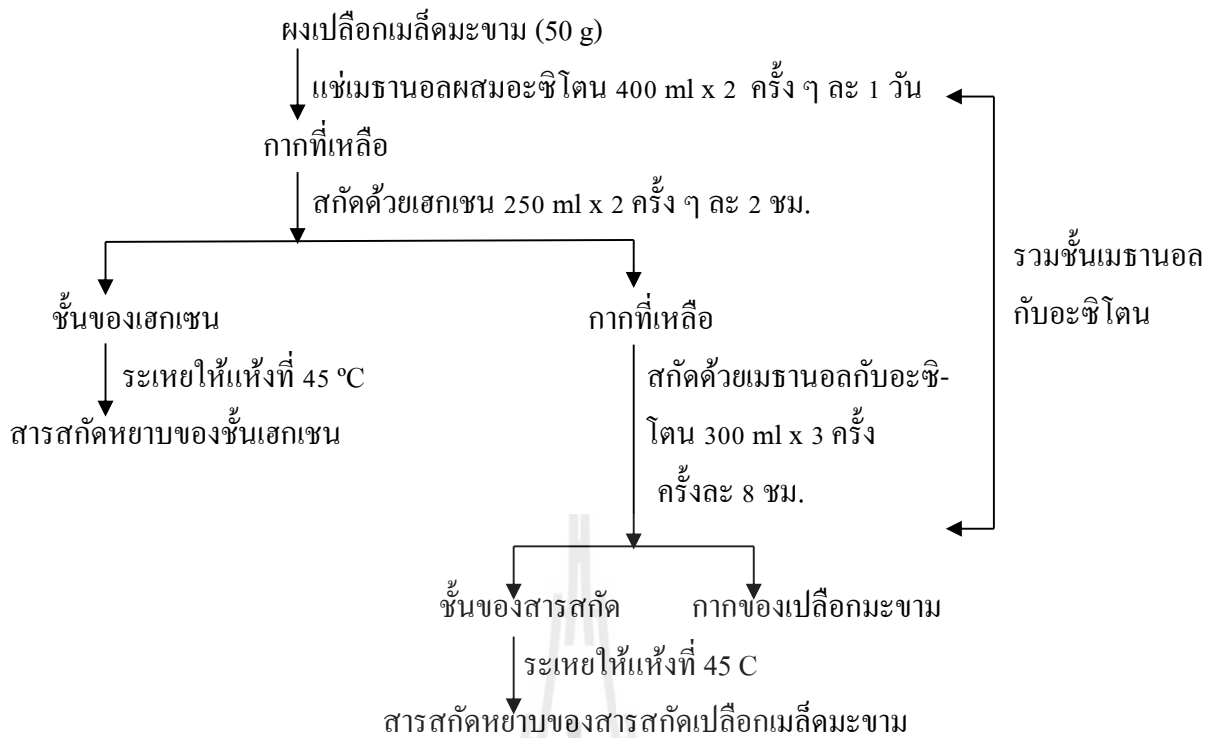 ผงเปลือกเมล็ดมะขาม (50 g)
แช่เมธานอลผสมอะซิโตน 400 ml x 2 ครั้ง ๆ ละ 1 วัน
กากที่เหลือ
สกัดด้วยเฮกเซน 250 ml x 2 ครั้ง ๆ ละ 2 ชม.
รวมชั้นเมธานอล
กับอะซิโตน
ชั้นของเฮกเซน
กากที่เหลือ
ระเหยให้แห้งที่ 45 ºC
สกัดด้วยเมธานอลกับอะซิ-
สารสกัดหยาบของชั้นเฮกเซน
โตน 300 ml x 3 ครั้ง
ครั้งละ 8 ชม.
ชั้นของสารสกัด
กากของเปลือกมะขาม
ระเหยให้แห้งที่ 45 C
สารสกัดหยาบของสารสกัดเปลือกเมล็ดมะขาม